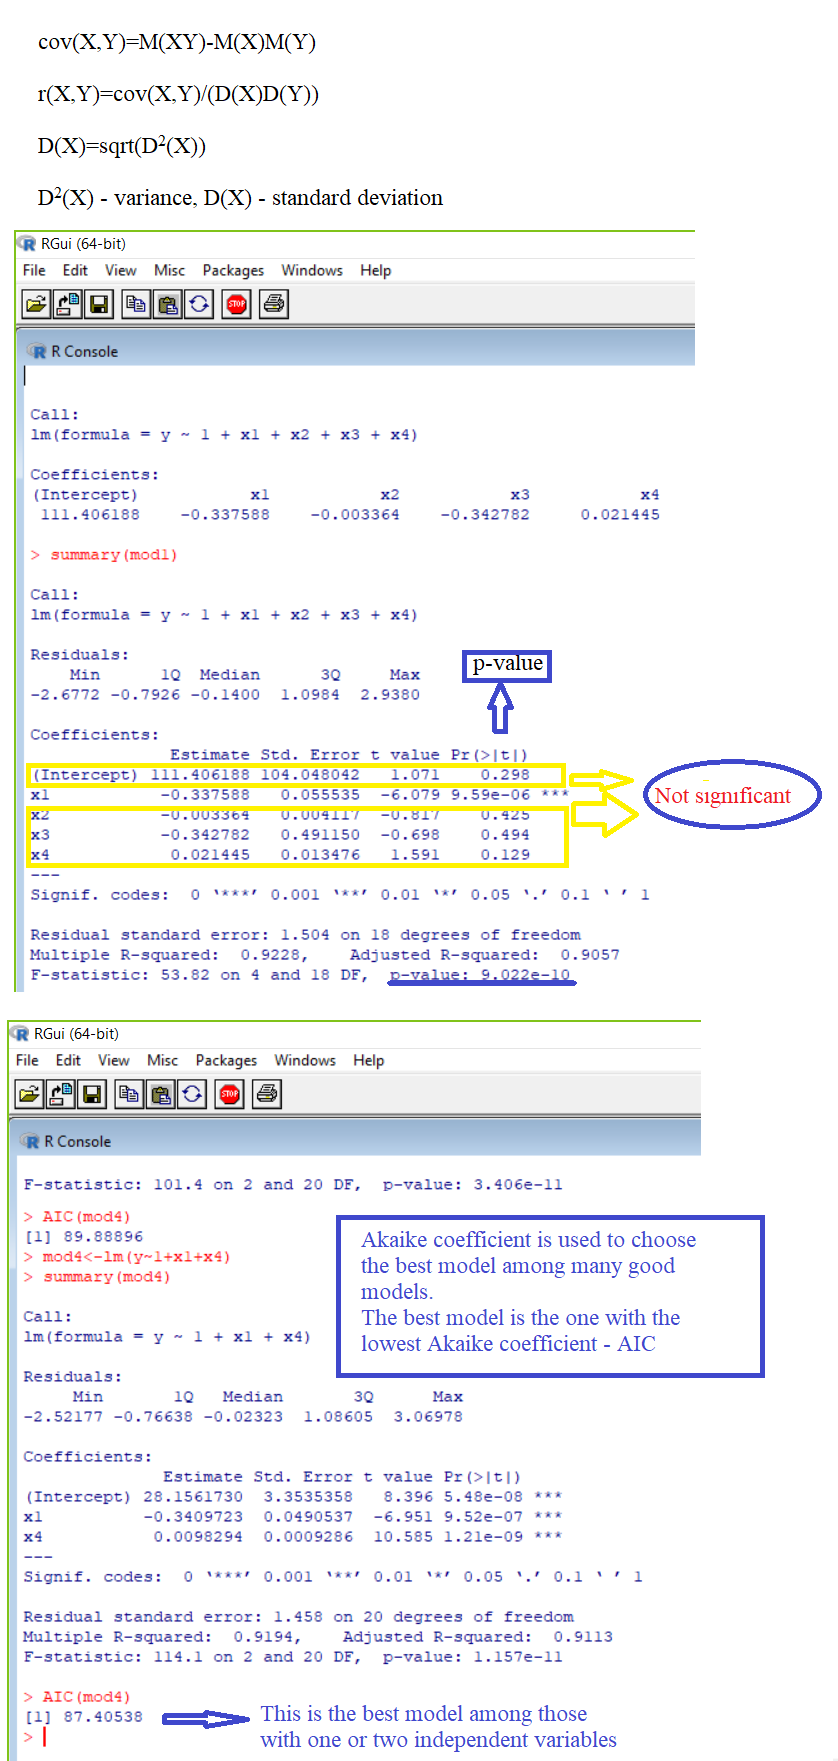 cov(X,Y)=M(XY)-M(X)M(Y)
r(X,Y)=cov(X,Y)/(D(X)D(Y))
D(X)=sqrt(D²(X))
D²(X) - variance, D(X) - standard deviation
RGui (64-bit)
File Edit View Misc Packages Windows Help
STOP
R Console
Call:
lm(formula = y ~ 1 + x1 + x2 + x3 + x4)
Coefficients:
(Intercept) x1 x2 x3 x4
111.406188 -0.337588 -0.003364 -0.342782 0.021445
> summary(mod1)
Call:
lm(formula = y ~ 1 + x1 + x2 + x3 + x4)
Residuals:
Min 1Q Median 3Q Max
-2.6772 -0.7926 -0.1400 1.0984 2.9380
p-value
Coefficients:
Estimate Std. Error t value Pr(>|t|)
(Intercept) 111.406188 104.048042 1.071 0.298
x1 -0.337588 0.055535 -6.079 9.59e-06 ***
x2 -0.003364 0.004117 -0.817 0.425
x3 -0.342782 0.491150 -0.698 0.494
x4 0.021445 0.013476 1.591 0.129
Not significant
---
Signif. codes: 0 ‘***’ 0.001 ‘**’ 0.01 ‘*’ 0.05 ‘.’ 0.1 ‘ ’ 1
Residual standard error: 1.504 on 18 degrees of freedom
Multiple R-squared: 0.9228, Adjusted R-squared: 0.9057
F-statistic: 53.82 on 4 and 18 DF, p-value: 9.022e-10
RGui (64-bit)
File Edit View Misc Packages Windows Help
STOP
R Console
F-statistic: 101.4 on 2 and 20 DF, p-value: 3.406e-11
> AIC(mod4)
[1] 89.88896
> mod4<-lm(y~1+x1+x4)
> summary(mod4)
Akaike coefficient is used to choose
the best model among many good
models.
The best model is the one with the
lowest Akaike coefficient - AIC
Call:
lm(formula = y ~ 1 + x1 + x4)
Residuals:
Min 1Q Median 3Q Max
-2.52177 -0.76638 -0.02323 1.08605 3.06978
Coefficients:
Estimate Std. Error t value Pr(>|t|)
(Intercept) 28.1561730 3.3535358 8.396 5.48e-08 ***
x1 -0.3409723 0.0490537 -6.951 9.52e-07 ***
x4 0.0098294 0.0009286 10.585 1.21e-09 ***
---
Signif. codes: 0 ‘***’ 0.001 ‘**’ 0.01 ‘*’ 0.05 ‘.’ 0.1 ‘ ’ 1
Residual standard error: 1.458 on 20 degrees of freedom
Multiple R-squared: 0.9194, Adjusted R-squared: 0.9113
F-statistic: 114.1 on 2 and 20 DF, p-value: 1.157e-11
> AIC(mod4)
[1] 87.40538
>
This is the best model among those
with one or two independent variables